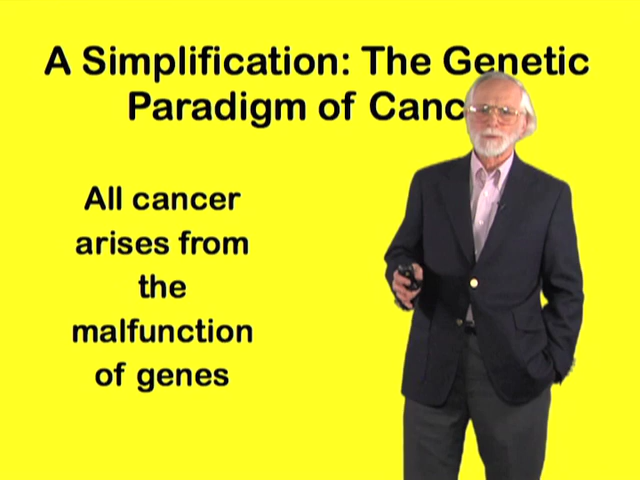 A Simplification: The Genetic
Paradigm of Canc
All cancer
arises from
the
malfunction
of genes